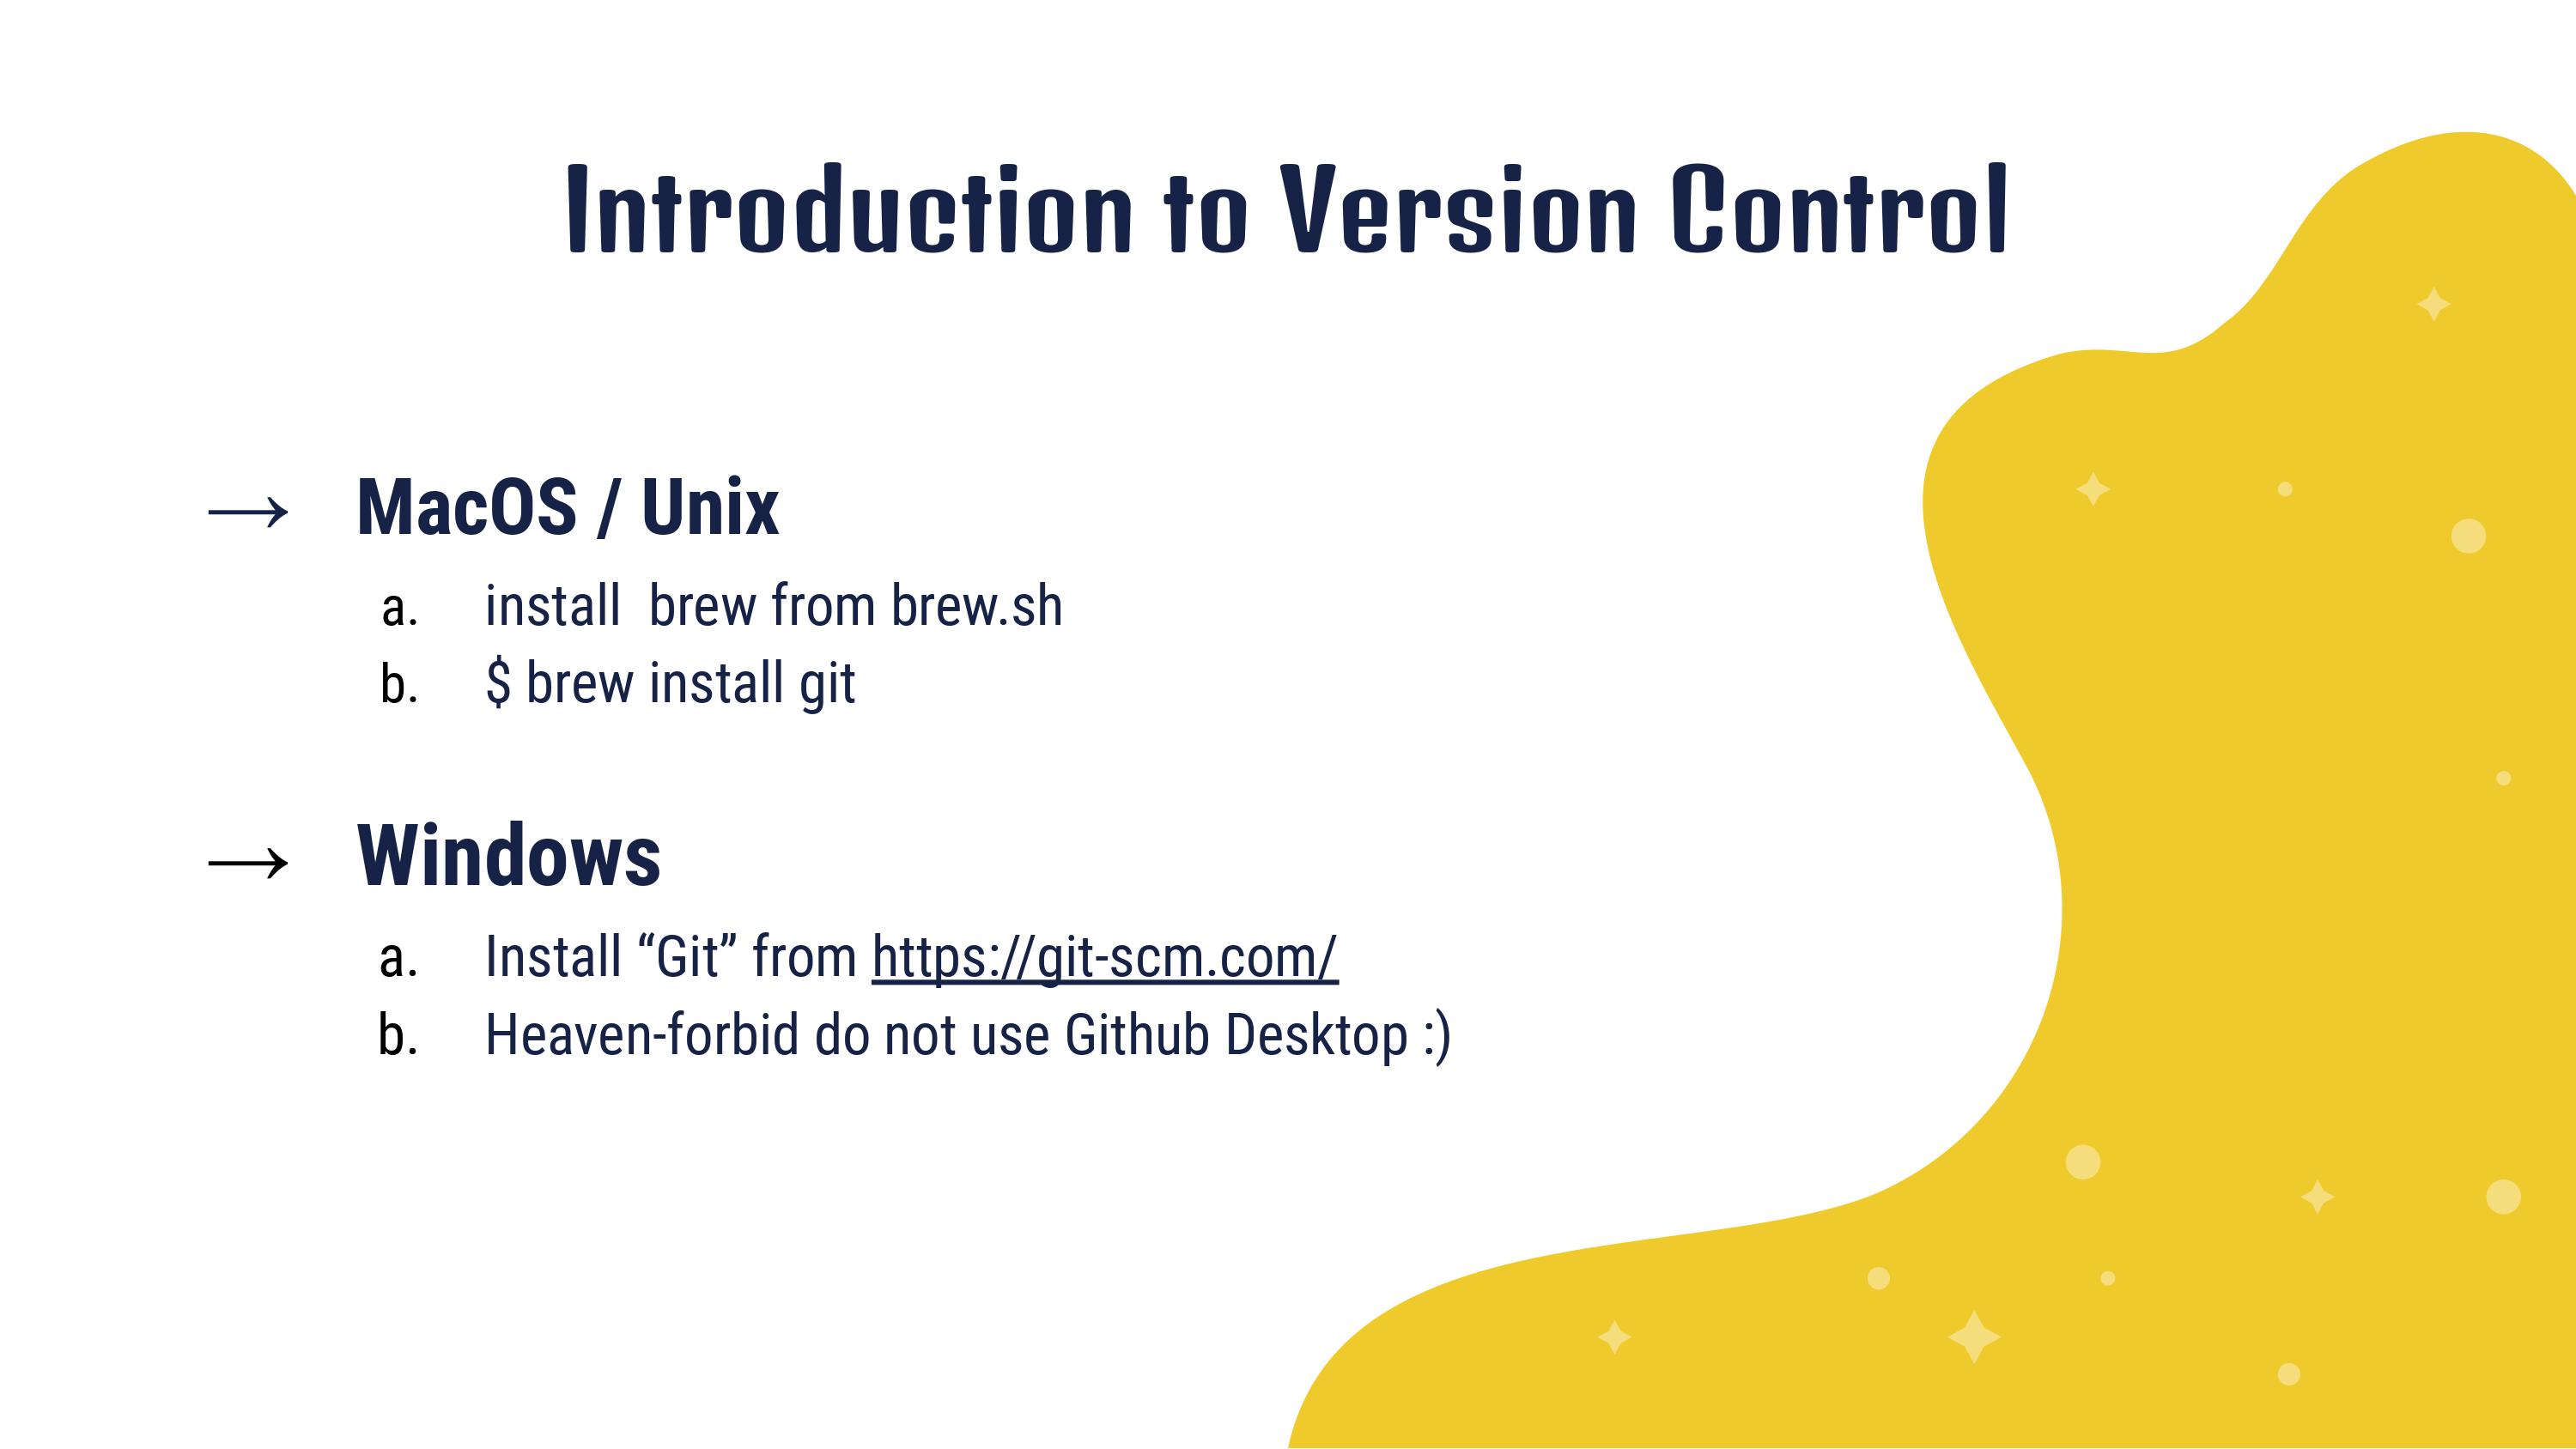 Introduction to Version Control
→ MacOS / Unix
a. install  brew from brew.sh
b. $ brew install git
→ Windows
a. Install “Git” from https://git-scm.com/
b. Heaven-forbid do not use Github Desktop :)